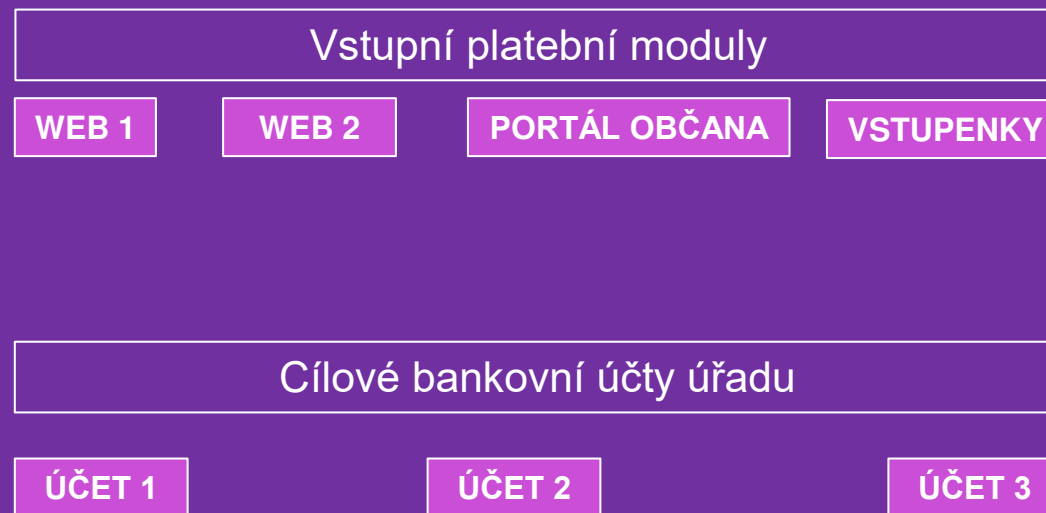 Vstupní platební moduly
WEB 1
WEB 2
PORTÁL OBČANA
VSTUPENKY
Cílové bankovní účty úřadu
ÚČET 1
ÚČET 2
ÚČET 3